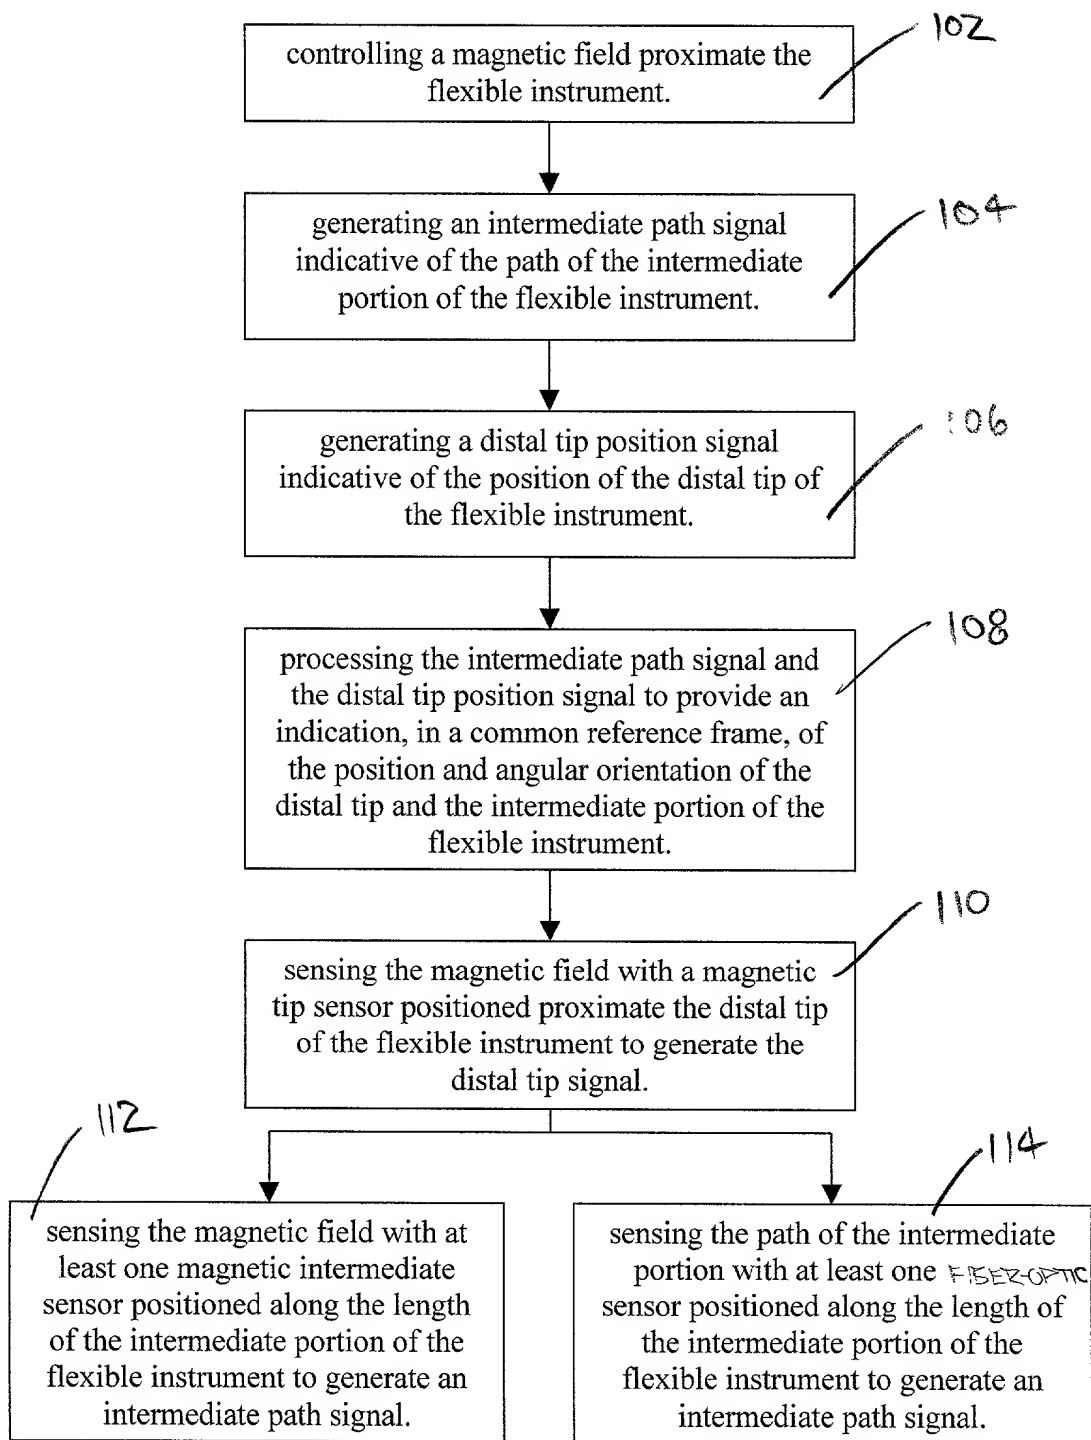 102
controlling a magnetic field proximate the
flexible instrument.
104
generating an intermediate path signal
indicative of the path of the intermediate
portion of the flexible instrument.
106
generating a distal tip position signal
indicative of the position of the distal tip of
the flexible instrument.
108
processing the intermediate path signal and
the distal tip position signal to provide an
indication, in a common reference frame, of
the position and angular orientation of the
distal tip and the intermediate portion of the
flexible instrument.
110
sensing the magnetic field with a magnetic
tip sensor positioned proximate the distal tip
of the flexible instrument to generate the
distal tip signal.
112
sensing the magnetic field with at
least one magnetic intermediate
sensor positioned along the length
of the intermediate portion of the
flexible instrument to generate an
intermediate path signal.
114
sensing the path of the intermediate
portion with at least one FIBER-OPTIC
sensor positioned along the length of
the intermediate portion of the
flexible instrument to generate an
intermediate path signal.